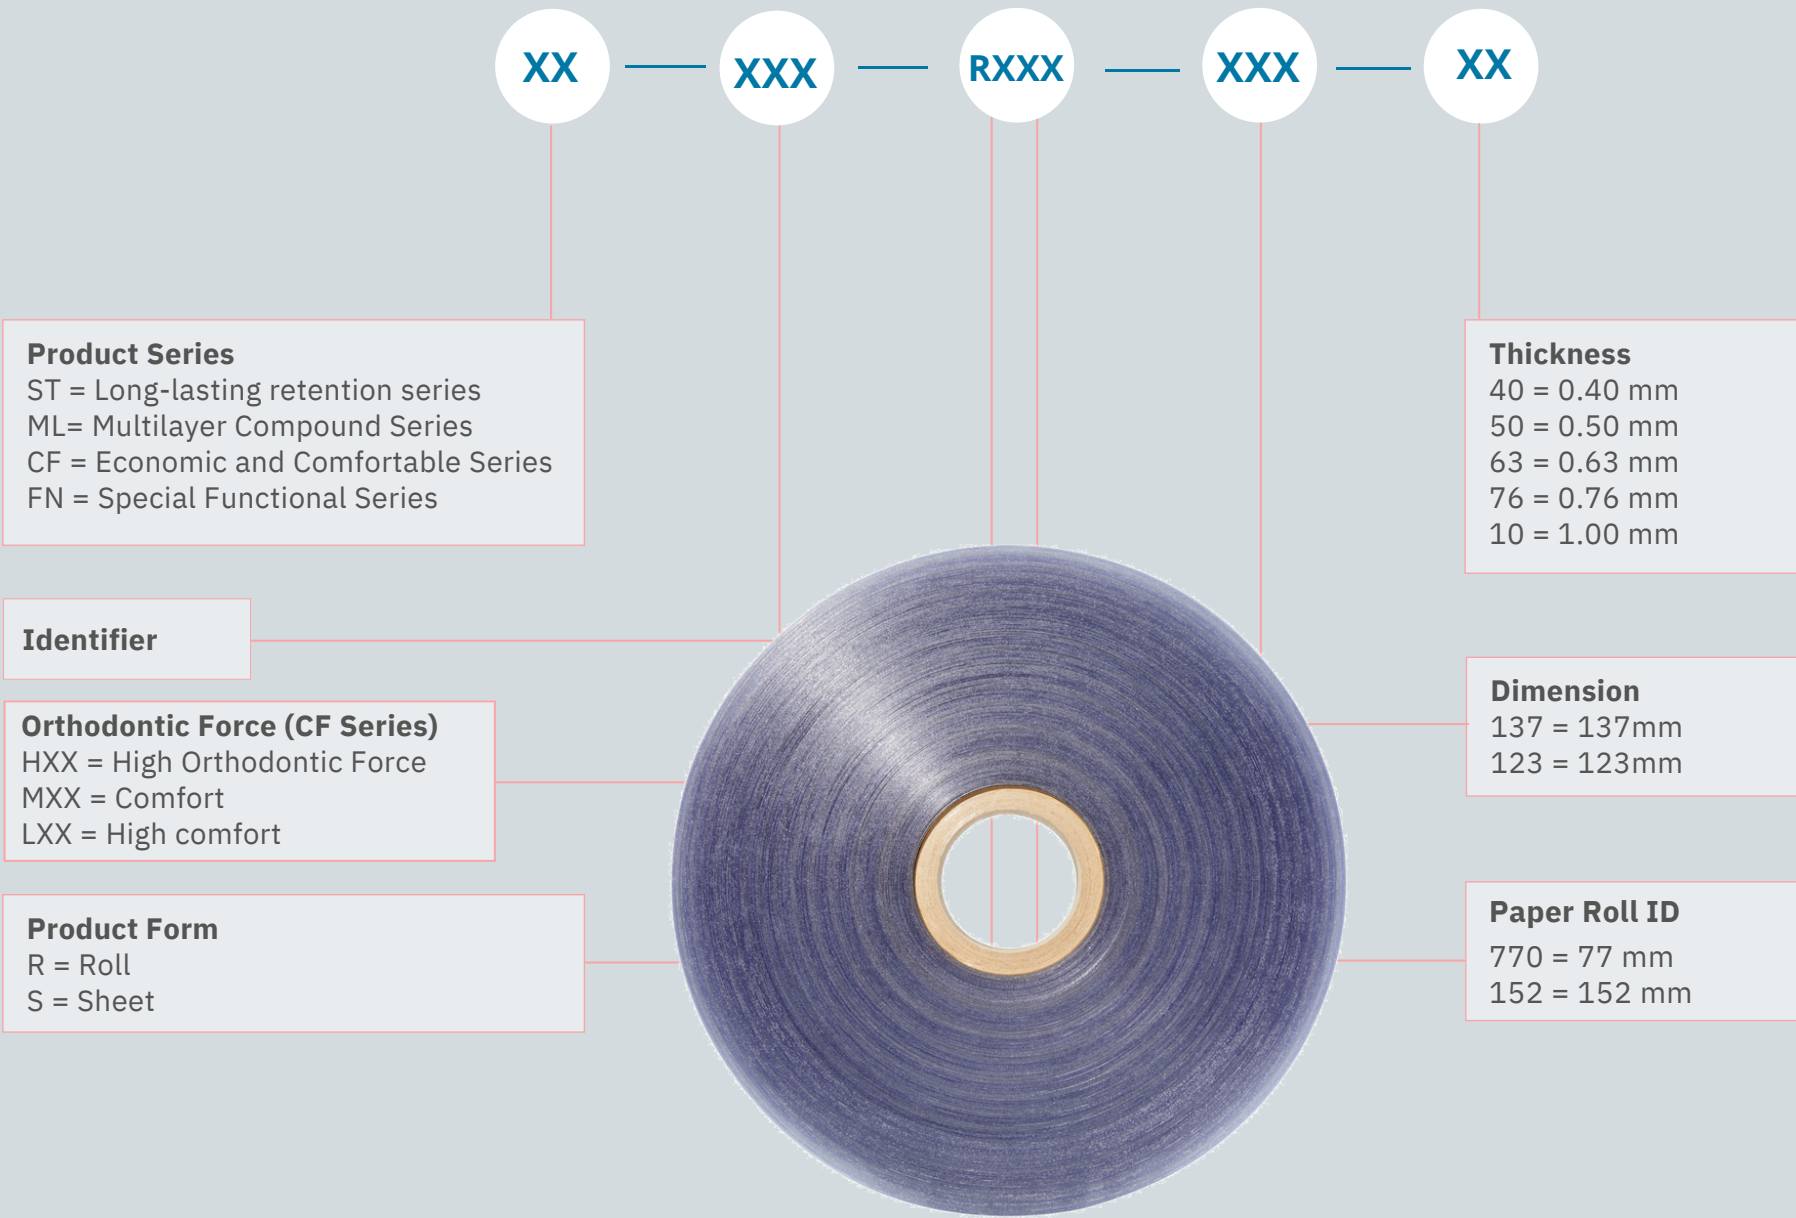 XX XXX RXXX XXX XX
Product Series
ST = Long-lasting retention series
ML= Multilayer Compound Series
CF = Economic and Comfortable Series
FN = Special Functional Series
Identifier
Orthodontic Force (CF Series)
HXX = High Orthodontic Force
MXX = Comfort
LXX = High comfort
Product Form
R = Roll
S = Sheet
Thickness
40 = 0.40 mm
50 = 0.50 mm
63 = 0.63 mm
76 = 0.76 mm
10 = 1.00 mm
Dimension
137 = 137mm
123 = 123mm
Paper Roll ID
770 = 77 mm
152 = 152 mm